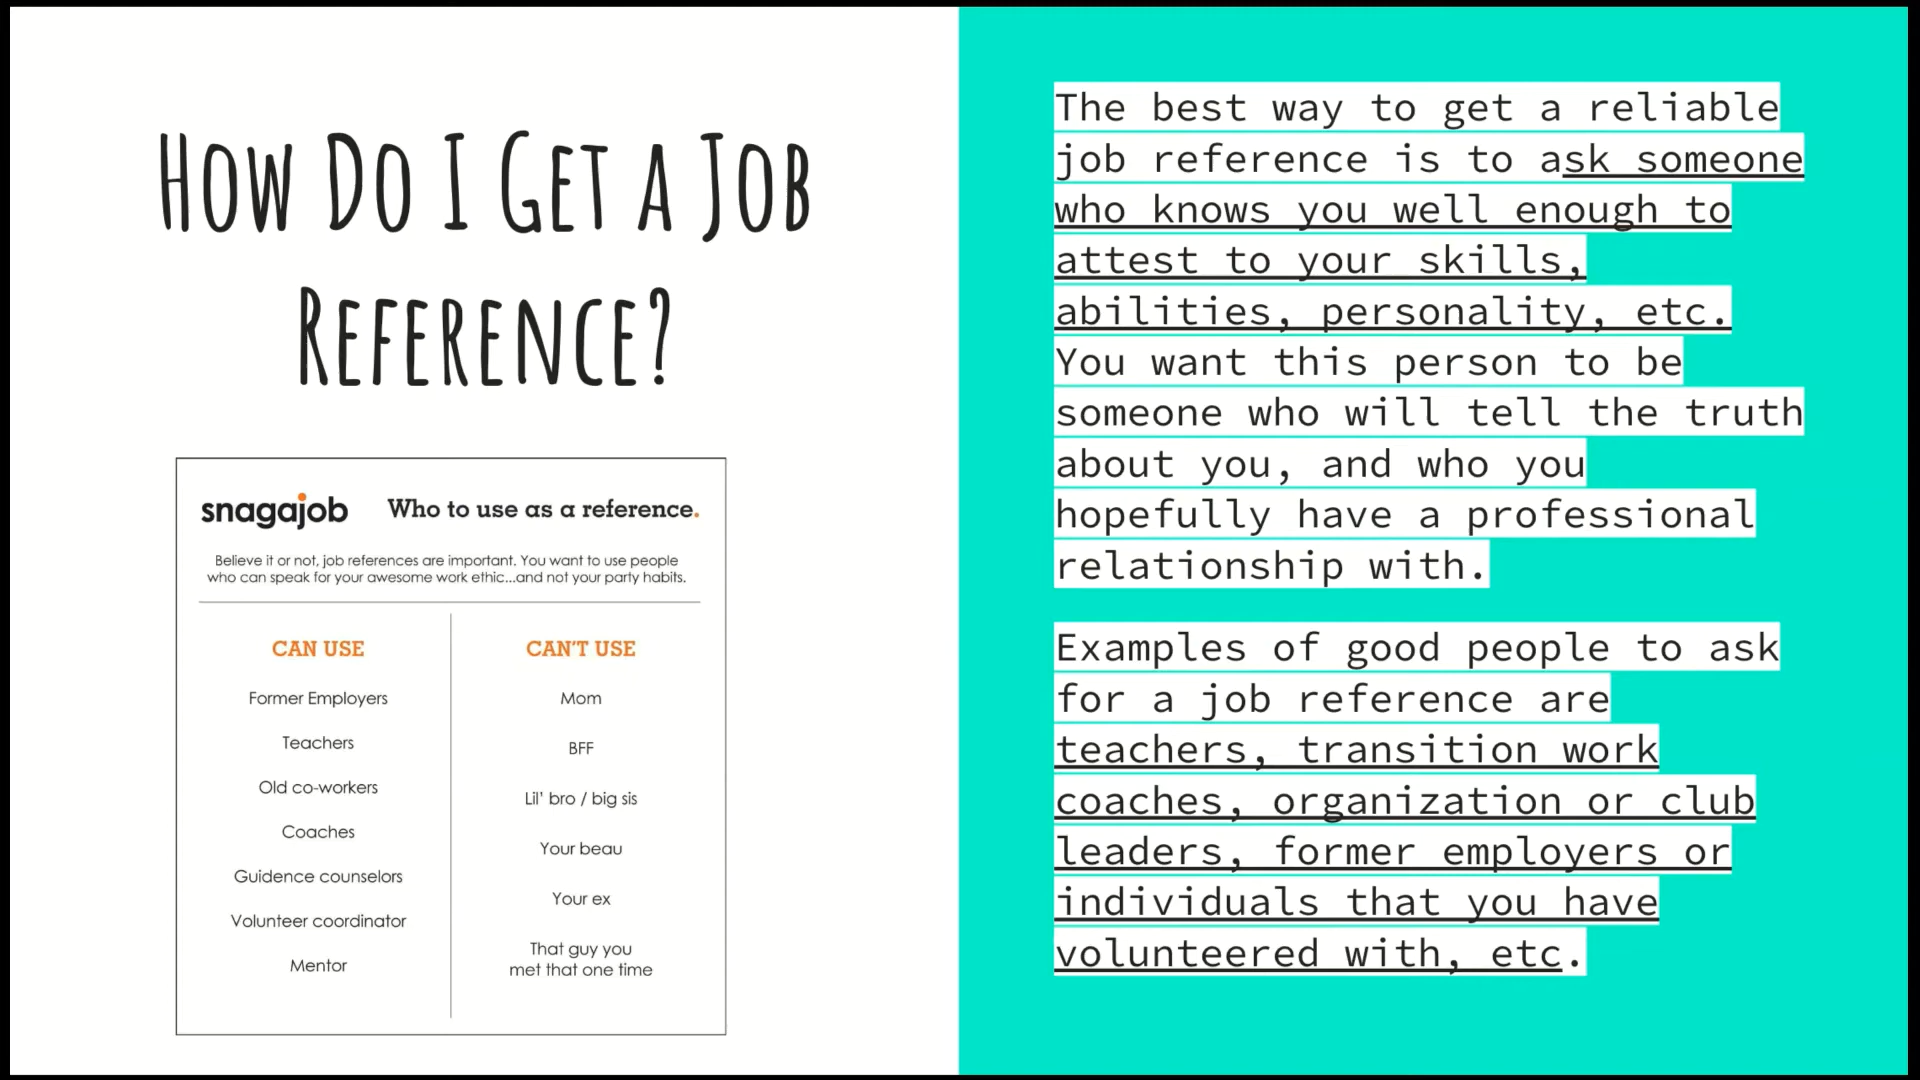 How Do I Get a Job
Reference?
snagajob
Who to use as a reference.
Believe it or not, job references are important. You want to use people
who can speak for your awesome work ethic...and not your party habits.
CAN USE
Former Employers
Teachers
Old co-workers
Coaches
Guidence counselors
Volunteer coordinator
Mentor
CAN'T USE
Mom
BFF
Lil' bro / big sis
Your beau
Your ex
That guy you
met that one time
The best way to get a reliable
job reference is to ask someone
who knows you well enough to
attest to your skills,
abilities, personality, etc.
You want this person to be
someone who will tell the truth
about you, and who you
hopefully have a professional
relationship with.
Examples of good people to ask
for a job reference are
teachers, transition work
coaches, organization or club
leaders, former employers or
individuals that you have
volunteered with, etc.